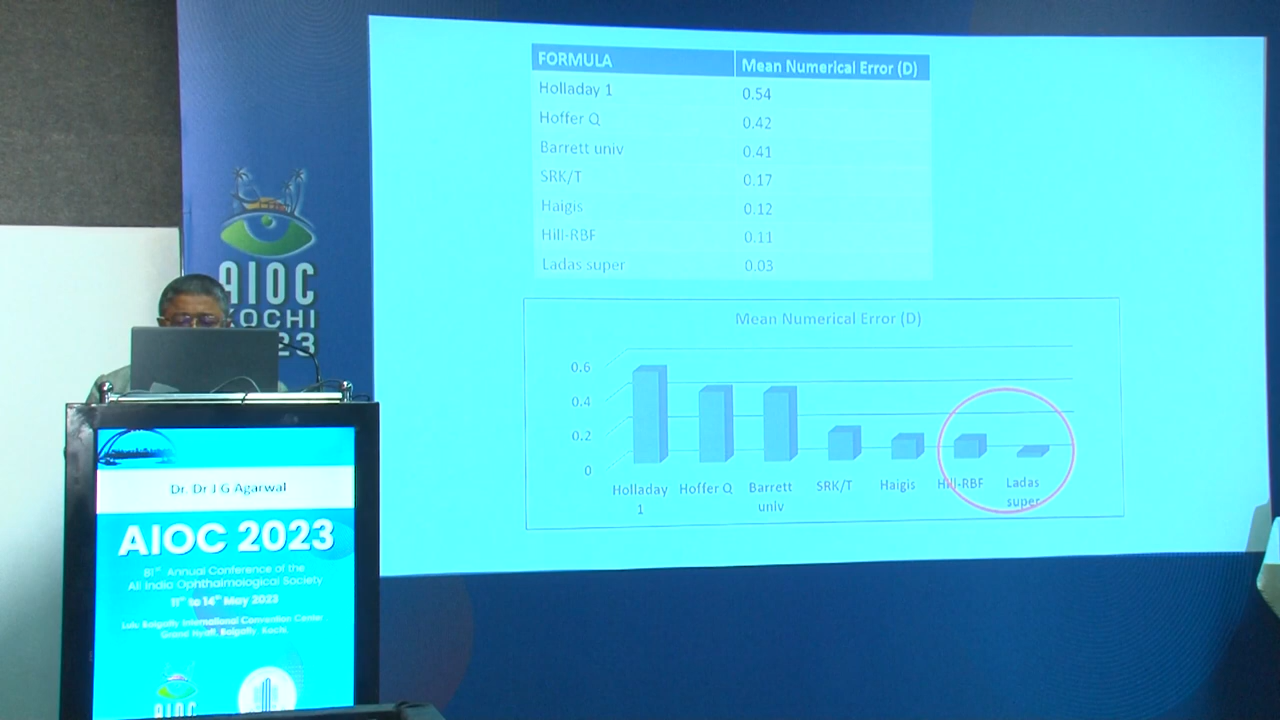 FORMULA Mean Numerical Error (D)
Holladay 1 0.54
Hoffer Q 0.42
Barrett univ 0.41
SRK/T 0.17
Haigis 0.12
Hill-RBF 0.11
Ladas super 0.03
Mean Numerical Error (D)
0.6
0.4
0.2
0
Holladay 1
Hoffer Q
Barrett univ
SRK/T
Haigis
Hill-RBF
Ladas super
AIOC
KOCHI
23
Dr. Dr J G Agarwal
AIOC 2023
81st Annual Conference of the
All India Ophthalmological Society
11th to 14th May 2023
Lulu Bolgatty International Convention Center
Grand Hyatt, Bolgatty, Kochi.
AIOC